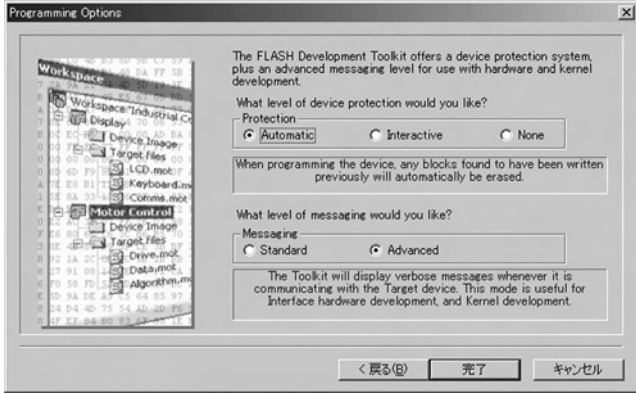 Programming Options
Workspace
Workspace "Industrial Co
Display
Device Image
Target files
LCD.mot
Keyboard.m
Comms.mot
Motor Control
Device Image
Target files
Drive.mot
Data.mot
Algorithm.m
The FLASH Development Toolkit offers a device protection system,
plus an advanced messaging level for use with hardware and kernel
development.
What level of device protection would you like?
Protection
Automatic Interactive None
When programming the device, any blocks found to have been written
previously will automatically be erased.
What level of messaging would you like?
Messaging
Standard Advanced
The Toolkit will display verbose messages whenever it is
communicating with the Target device. This mode is useful for
Interface hardware development, and Kernel development.
< 戻る(B) 完了 キャンセル